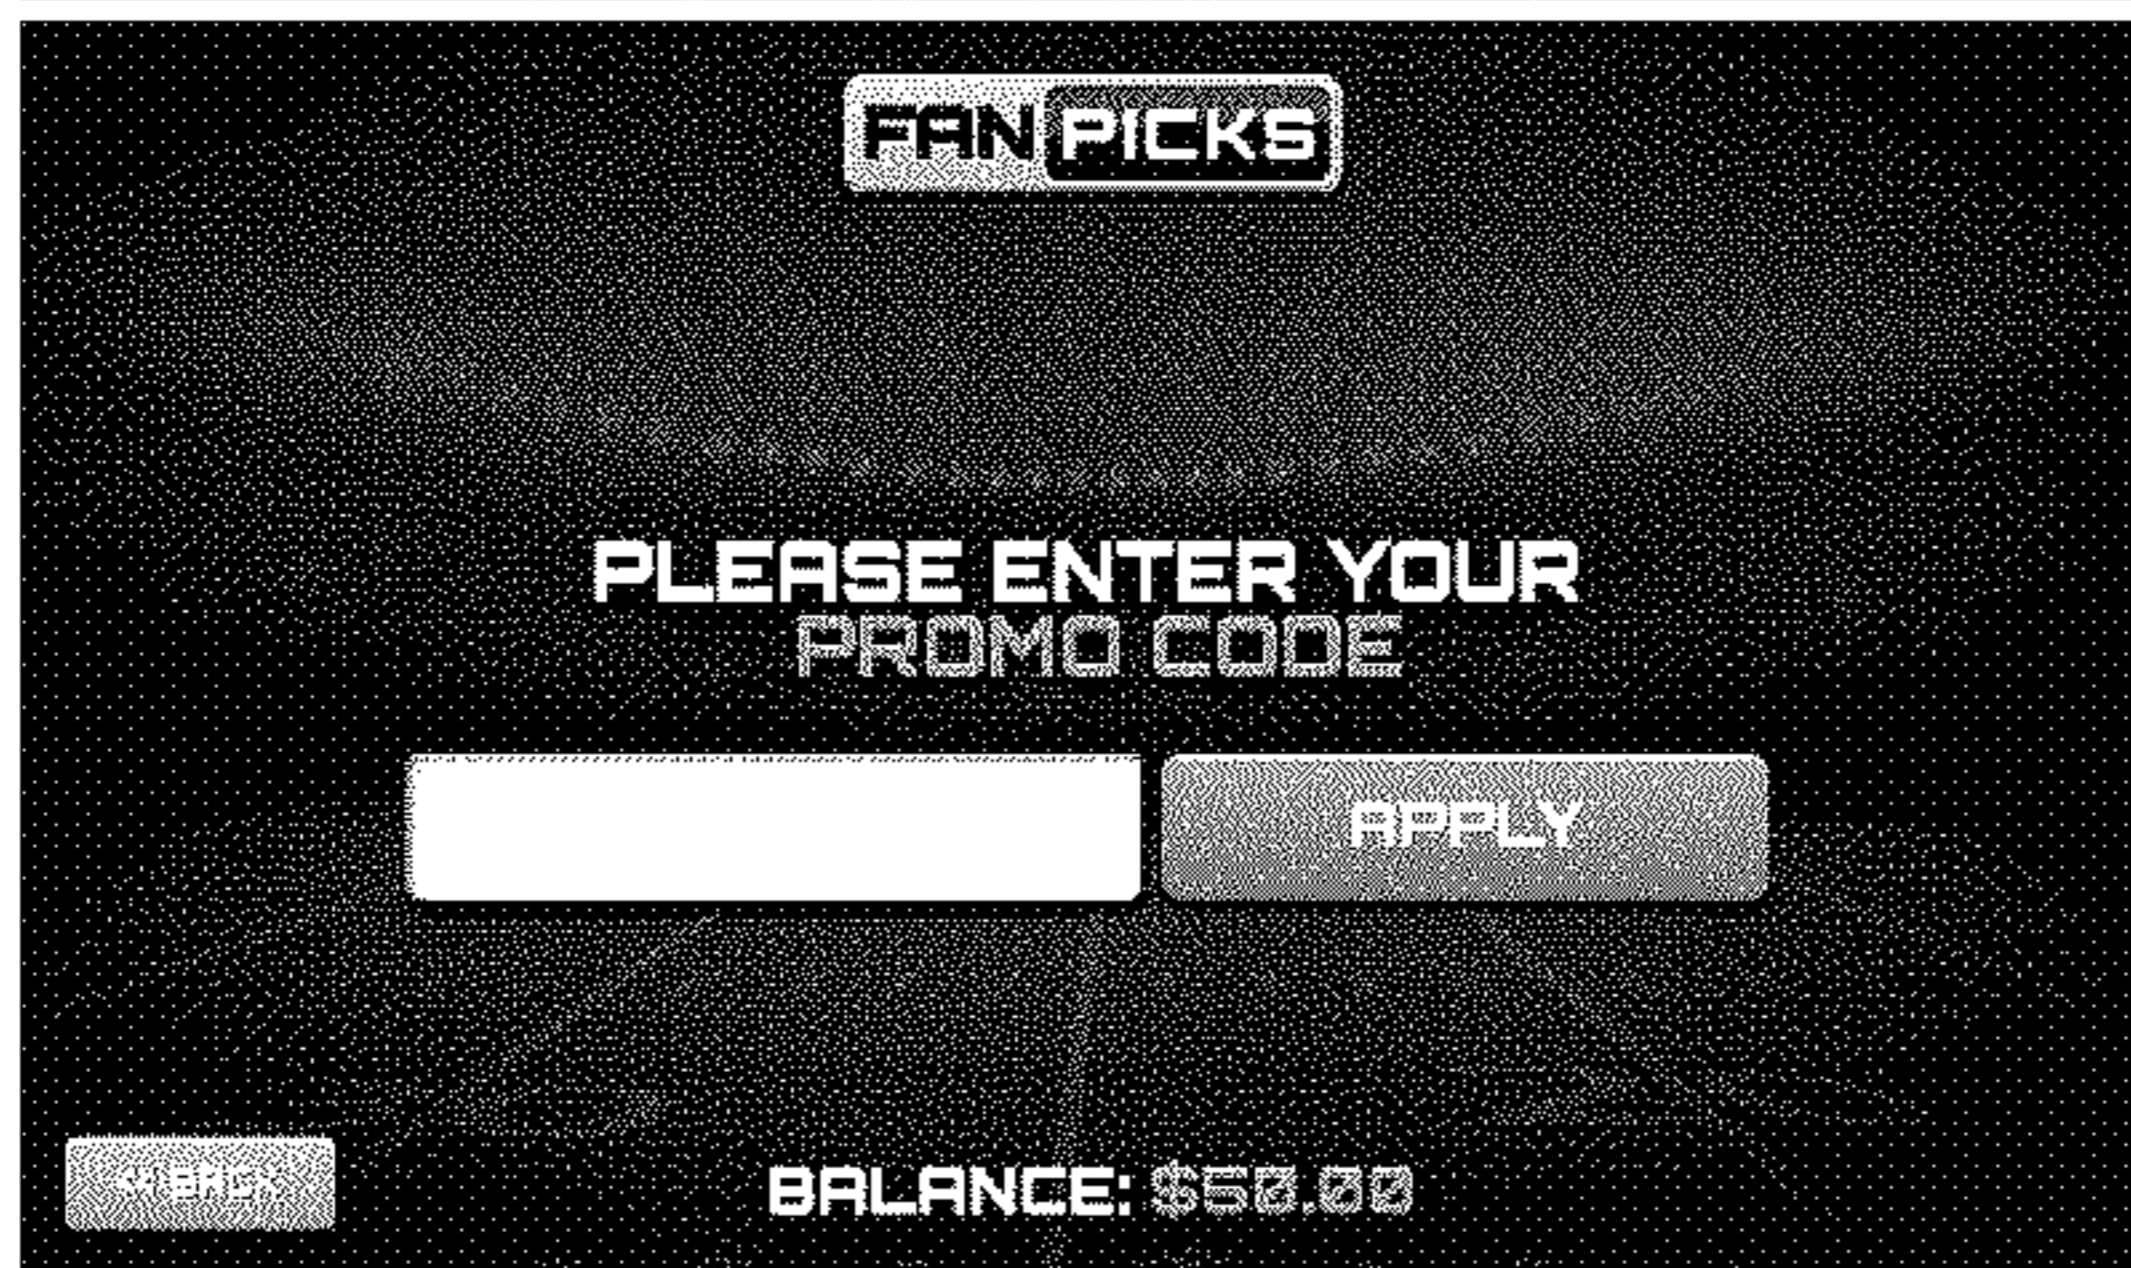 FAN PICKS
PLEASE ENTER YOUR
PROMO CODE
APPLY
<< BACK
BALANCE: $50.00